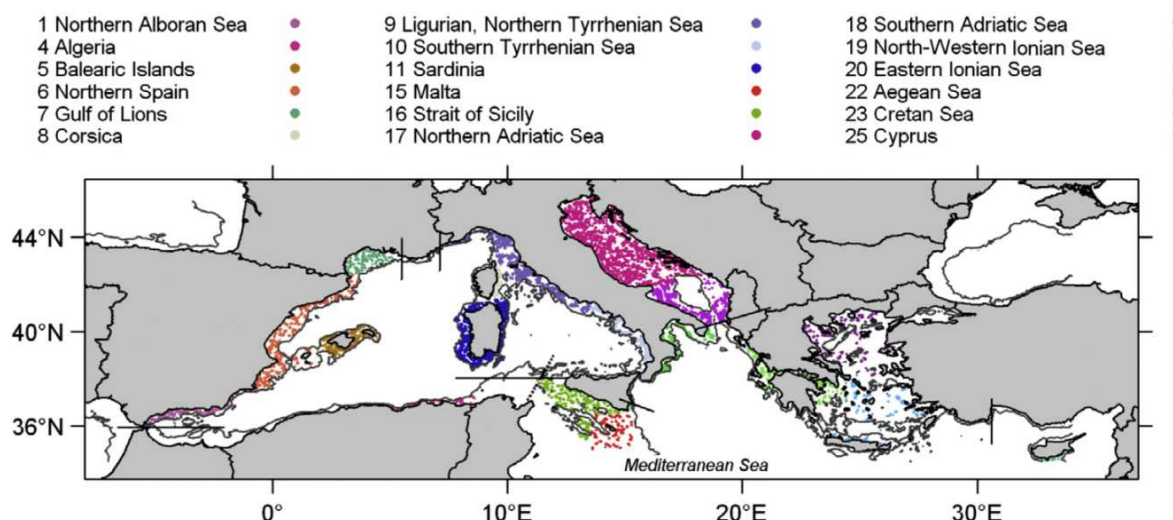 1 Northern Alboran Sea 9 Ligurian, Northern Tyrrhenian Sea 18 Southern Adriatic Sea
4 Algeria 10 Southern Tyrrhenian Sea 19 North-Western Ionian Sea
5 Balearic Islands 11 Sardinia 20 Eastern Ionian Sea
6 Northern Spain 15 Malta 22 Aegean Sea
7 Gulf of Lions 16 Strait of Sicily 23 Cretan Sea
8 Corsica 17 Northern Adriatic Sea 25 Cyprus
44°N
40°N
36°N
Mediterranean Sea
0° 10°E 20°E 30°E